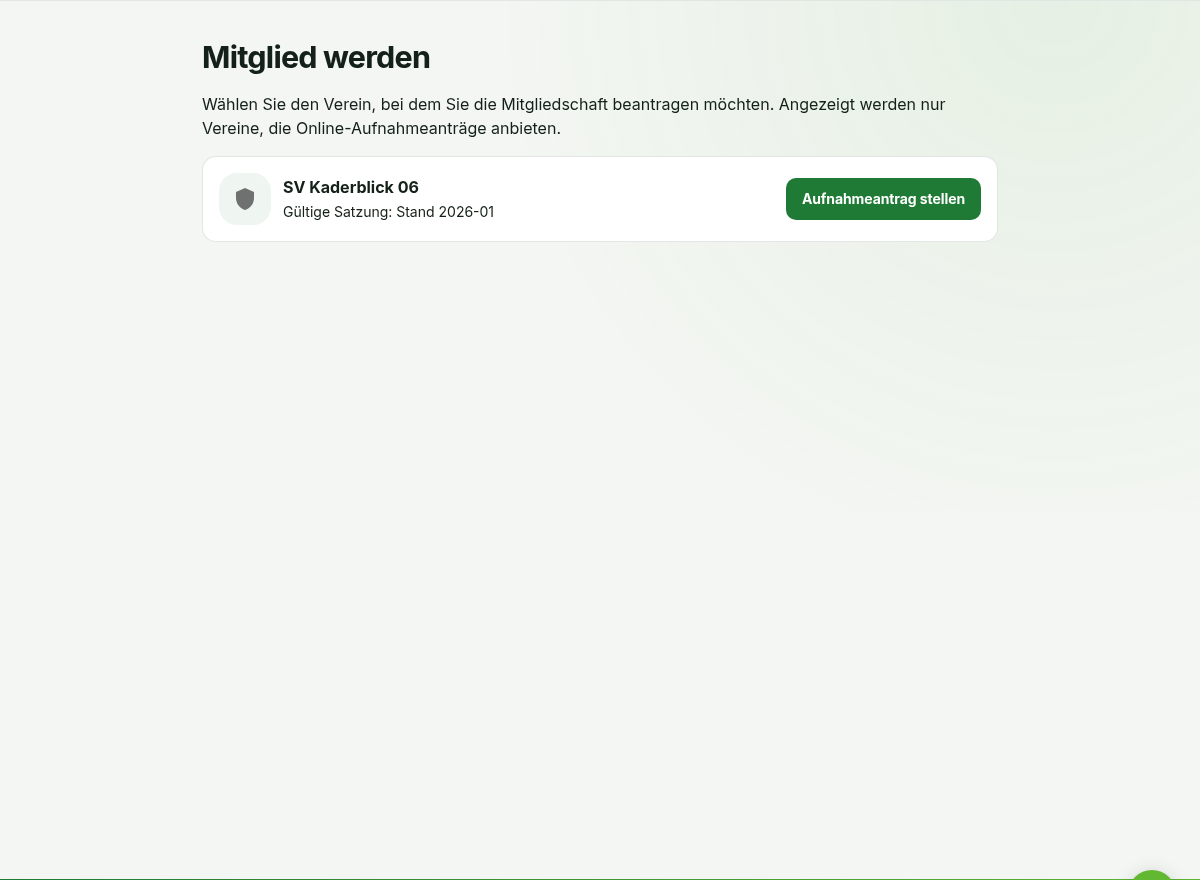 Mitglied werden
Wählen Sie den Verein, bei dem Sie die Mitgliedschaft beantragen möchten. Angezeigt werden nur
Vereine, die Online-Aufnahmeanträge anbieten.
SV Kaderblick 06
Gültige Satzung: Stand 2026-01
Aufnahmeantrag stellen